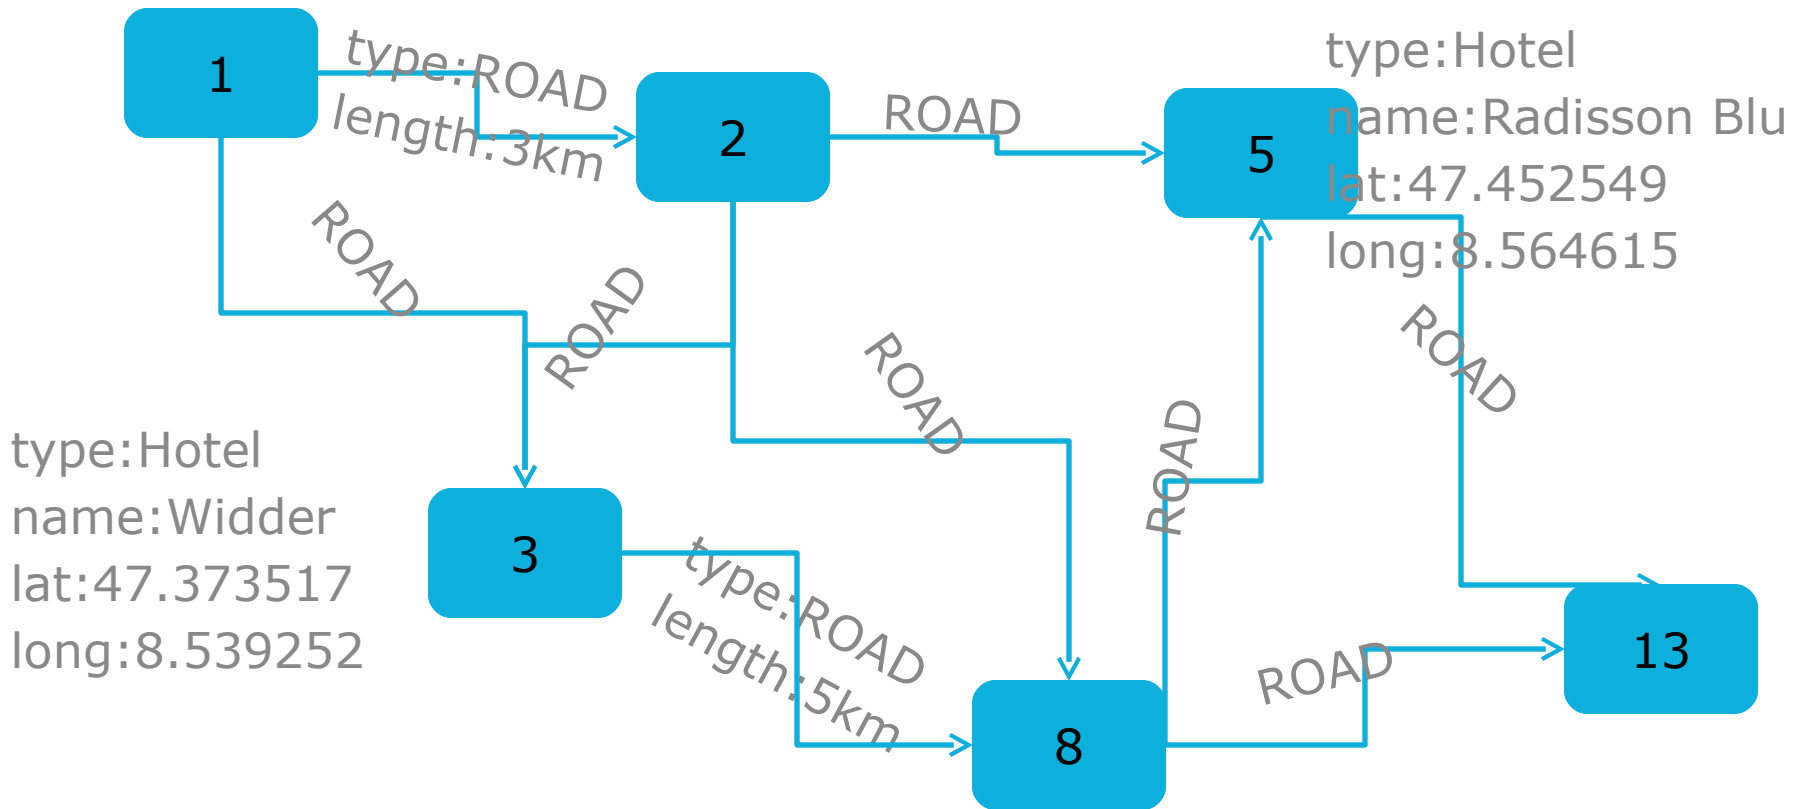 1
type:ROAD
length:3km
2
ROAD
5
type:Hotel
name:Radisson Blu
lat:47.452549
long:8.564615
ROAD
ROAD
ROAD
ROAD
ROAD
type:Hotel
name:Widder
lat:47.373517
long:8.539252
3
type:ROAD
length:5km
8
ROAD
13